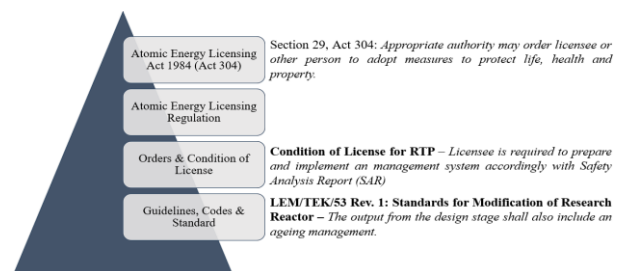 Atomic Energy Licensing
Act 1984 (Act 304)
Section 29, Act 304: Appropriate authority may order licensee or
other person to adopt measures to protect life, health and
property.
Atomic Energy Licensing
Regulation
Orders & Condition of
License
Condition of License for RTP – Licensee is required to prepare
and implement an management system accordingly with Safety
Analysis Report (SAR)
Guidelines, Codes &
Standard
LEM/TEK/53 Rev. 1: Standards for Modification of Research
Reactor – The output from the design stage shall also include an
ageing management.